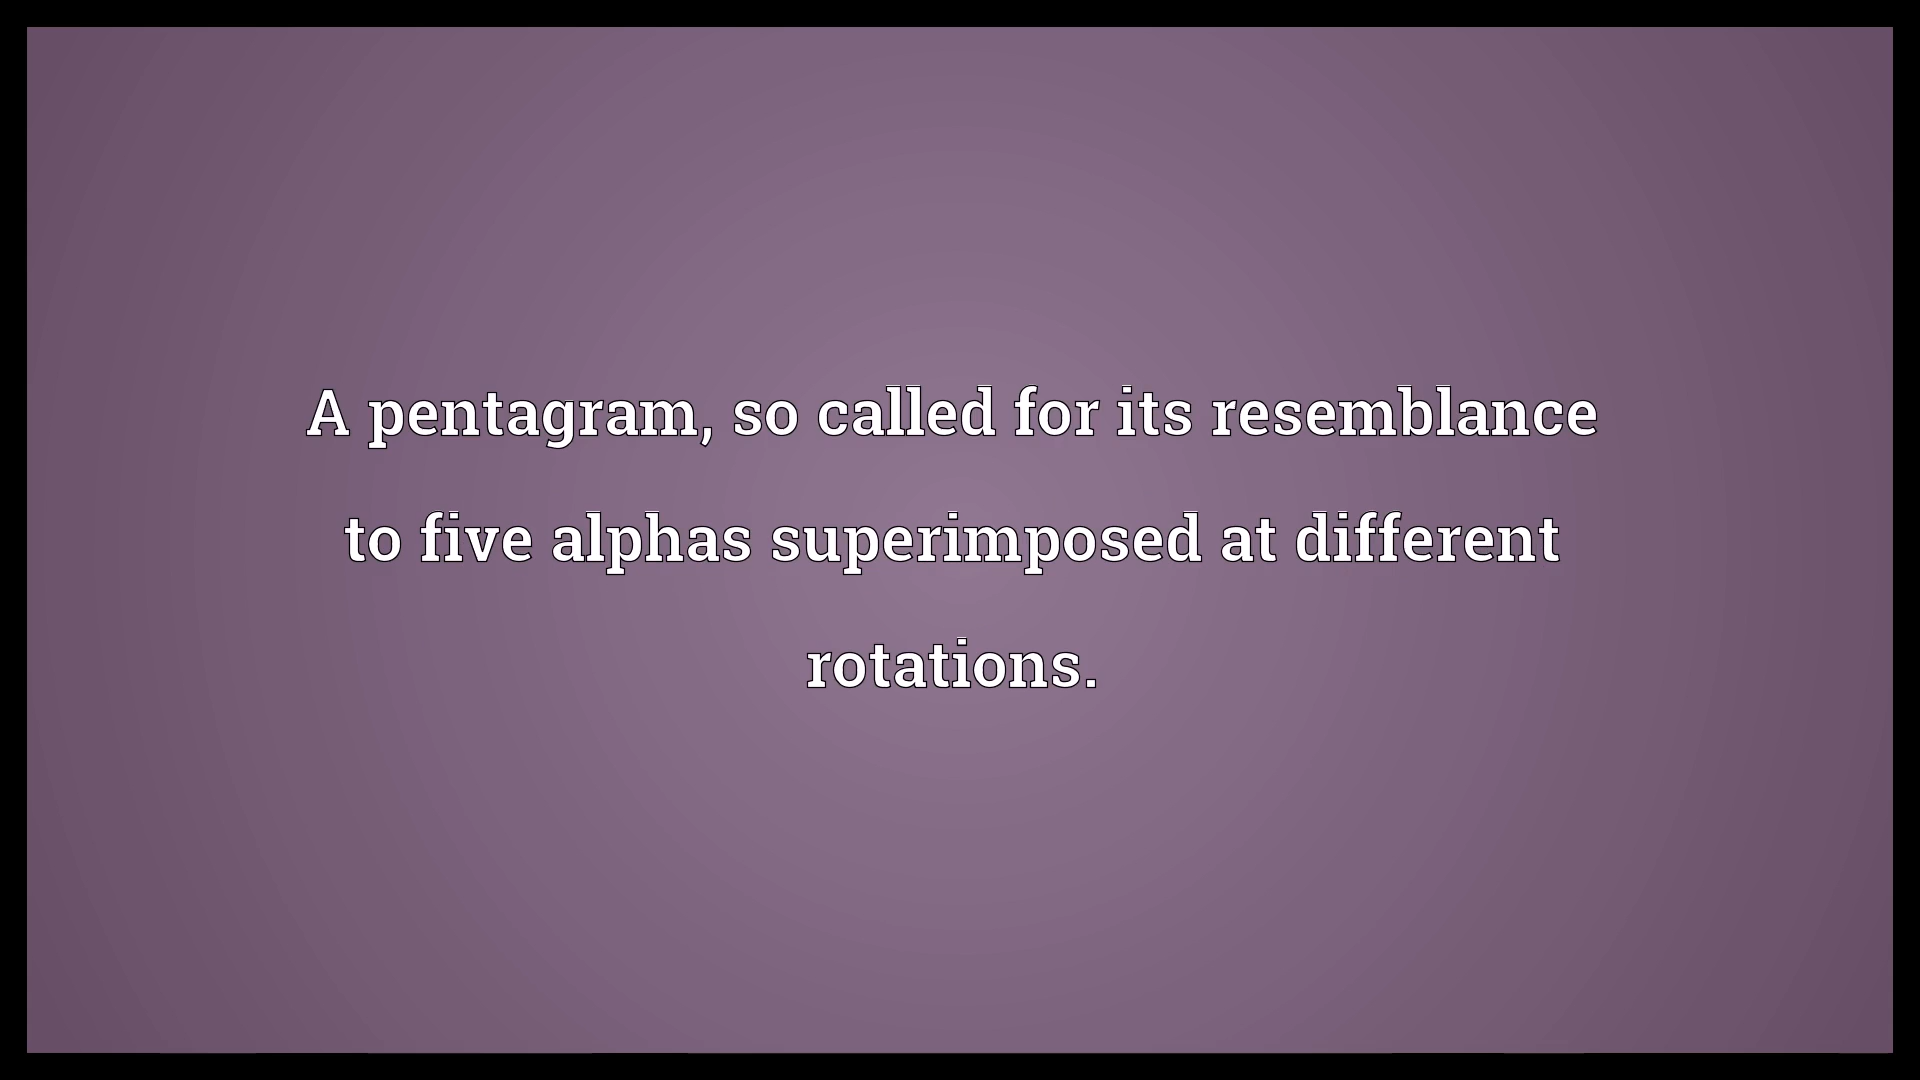 A pentagram, so called for its resemblance
to five alphas superimposed at different
rotations.